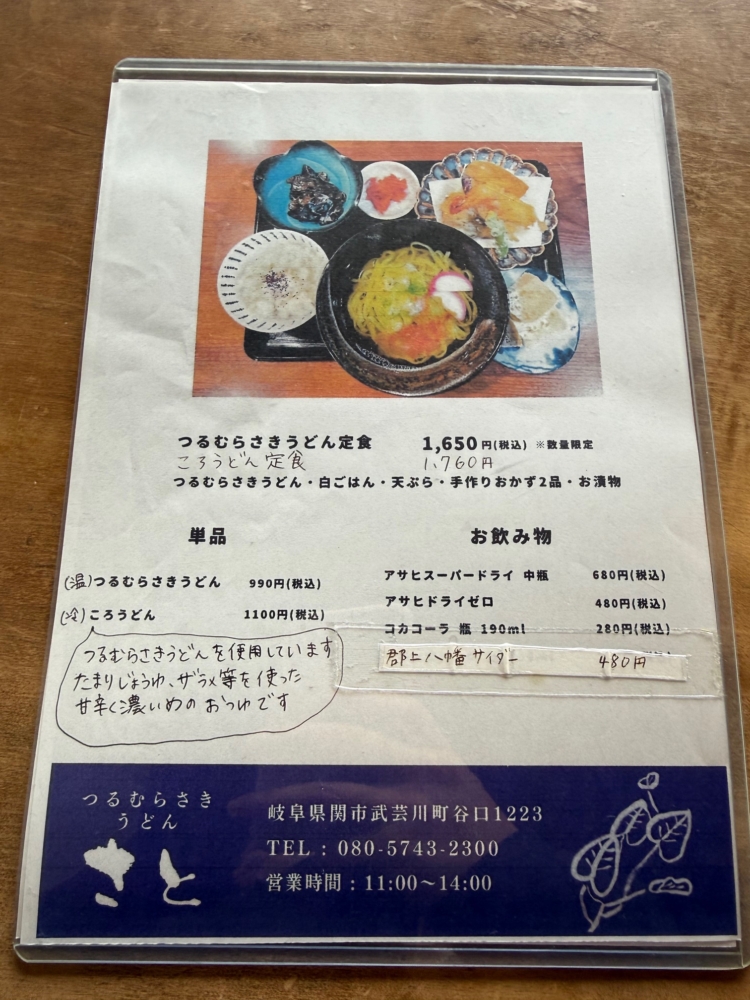 つるむらさきうどん定食 1,650円(税込) ※数量限定
ころうどん定食 1,760円
つるむらさきうどん・白ごはん・天ぷら・手作りおかず2品・お漬物
単品
(温)つるむらさきうどん 990円(税込)
(冷)ころうどん 1100円(税込)
つるむらさきうどんを使用しています
たまりじょうゆ、ザラメ等を使った
甘辛く濃いめのおつゆです
お飲み物
アサヒスーパードライ 中瓶 680円(税込)
アサヒドライゼロ 480円(税込)
コカコーラ 瓶 190ml 280円(税込)
郡上八幡サイダー 480円
つるむらさき
うどん
さと
岐阜県関市武芸川町谷口1223
TEL : 080-5743-2300
営業時間 : 11:00〜14:00